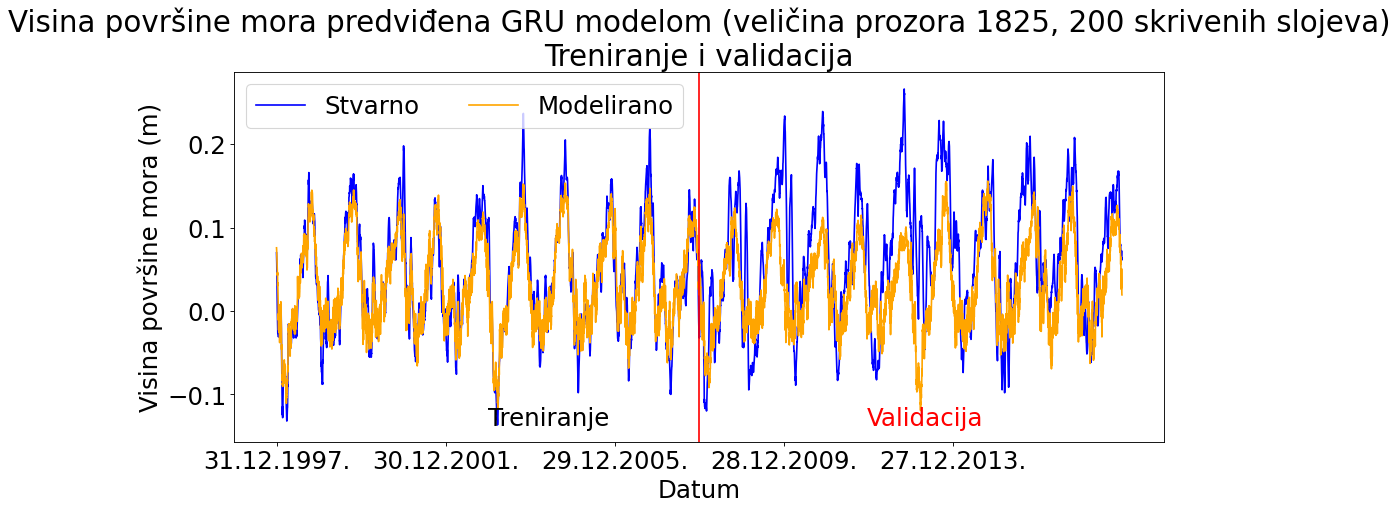 Visina površine mora predviđena GRU modelom (veličina prozora 1825, 200 skrivenih slojeva)
Treniranje i validacija
Stvarno Modelirano
Visina površine mora (m)
0.2
0.1
0.0
−0.1
Treniranje Validacija
31.12.1997. 30.12.2001. 29.12.2005. 28.12.2009. 27.12.2013.
Datum